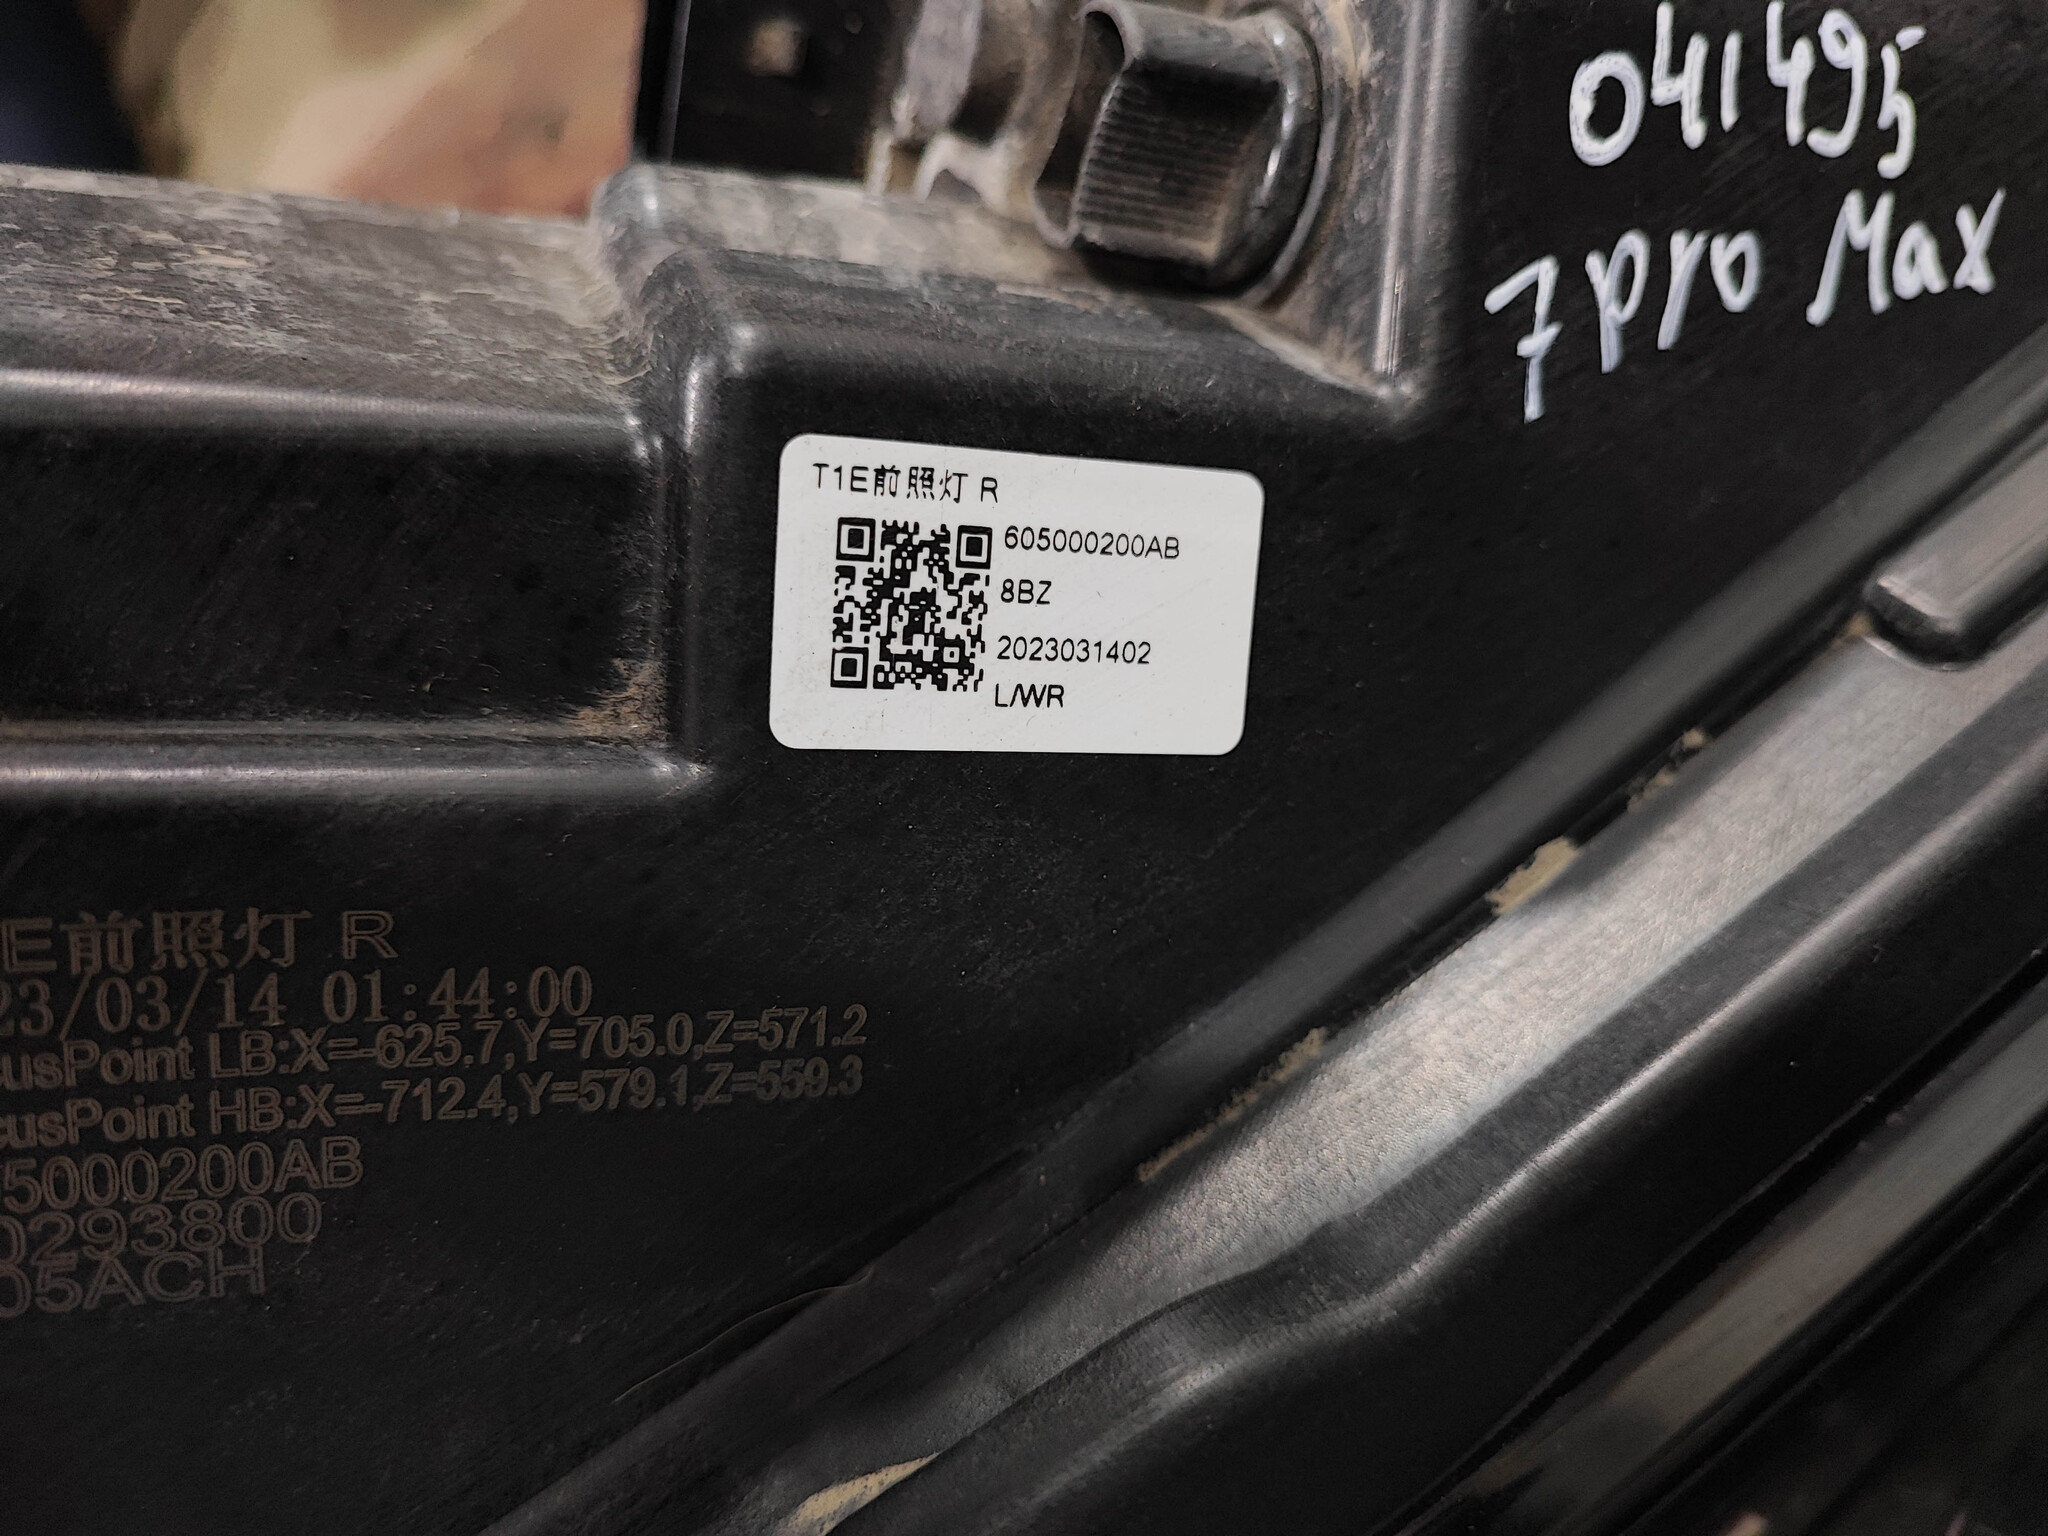 041495
7 pro Max
T1E前照灯 R
605000200AB
8BZ
2023031402
L/WR
E前照灯 R
23/03/14 01:44:00
cusPoint LB:X=-625.7,Y=705.0,Z=571.2
cusPoint HB:X=-712.4,Y=579.1,Z=559.3
5000200AB
0293800
05ACH